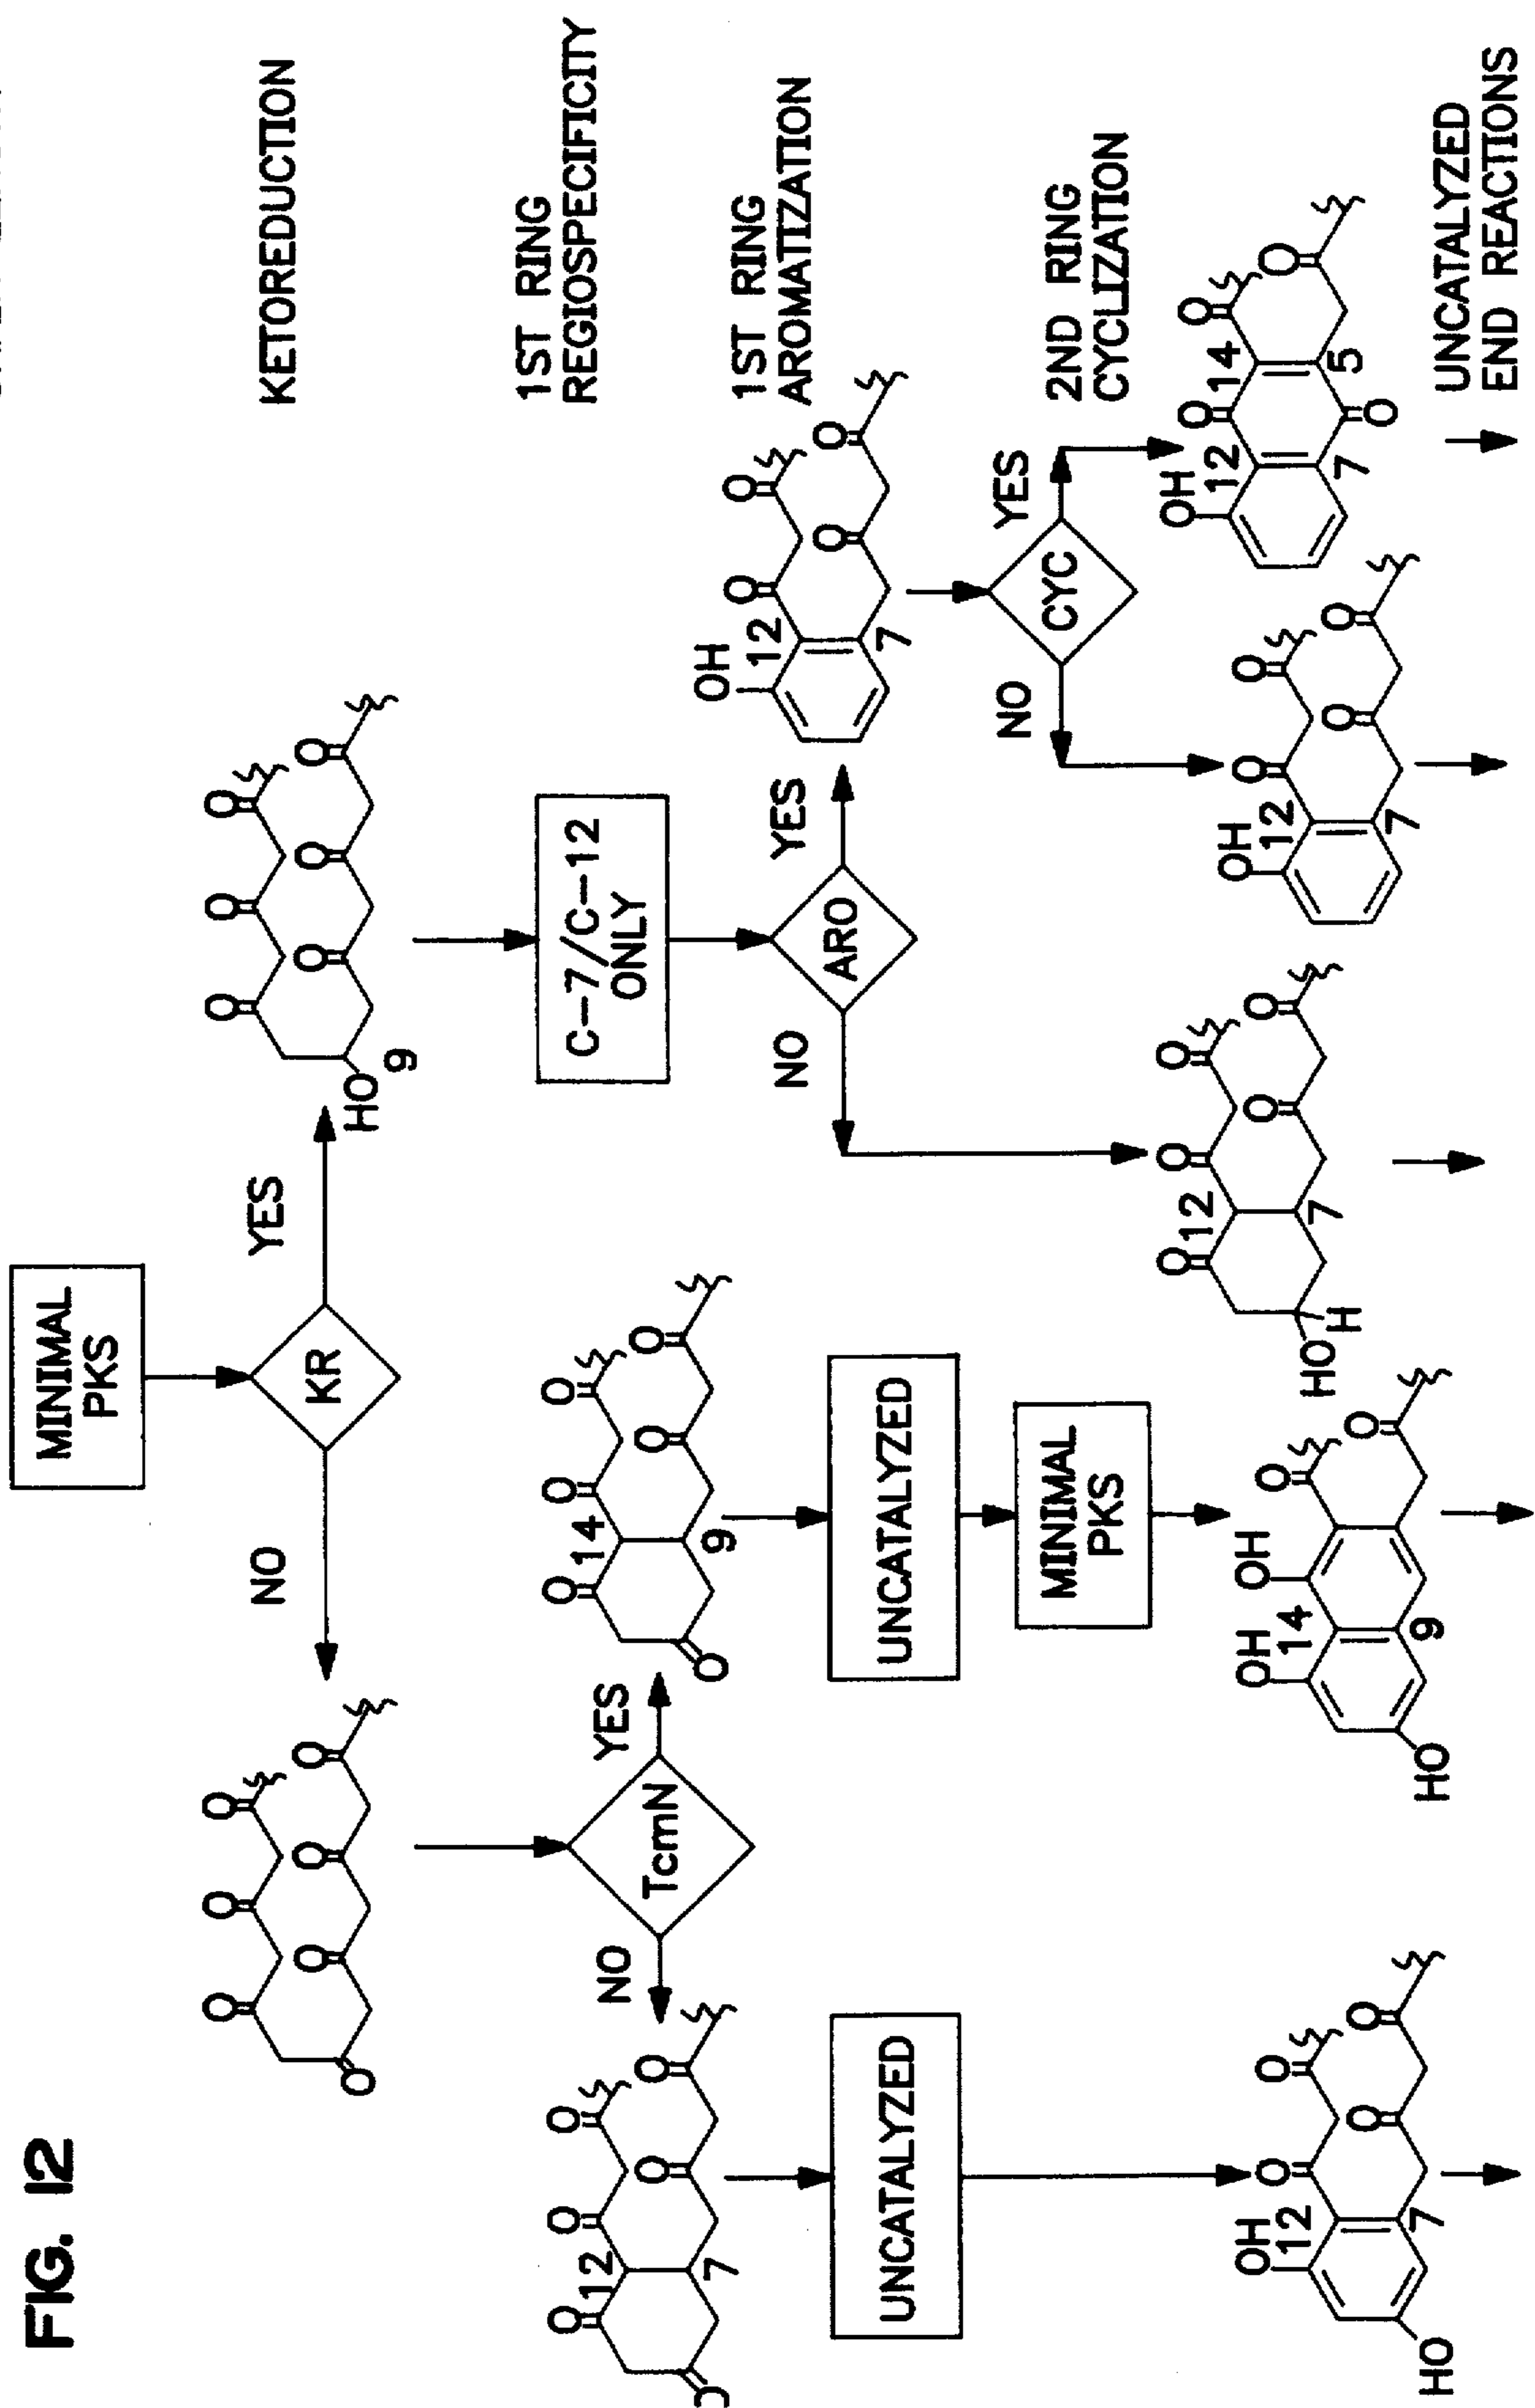 FIG. 12
MINIMAL
PKS
KR
NO
YES
KETOREDUCTION
O
O
O
O
O
O
O
O
O
O
O
O
O
HO
9
TcmN
NO
YES
C-7/C-12
ONLY
1ST RING
REGIOSPECIFICITY
O
O
O
O
O
12
7
O
O
O
O
O
O
14
9
UNCATALYZED
UNCATALYZED
MINIMAL
PKS
ARO
NO
YES
1ST RING
AROMATIZATION
OH
O
O
O
O
12
7
CYC
NO
YES
2ND RING
CYCLIZATION
OH
O
O
O
O
12
7
HO
OH
OH
O
O
14
9
HO
O
O
O
O
O
12
7
HO
H
OH
O
O
O
O
12
7
OH
O
O
O
O
12
14
7
5
UNCATALYZED
END REACTIONS